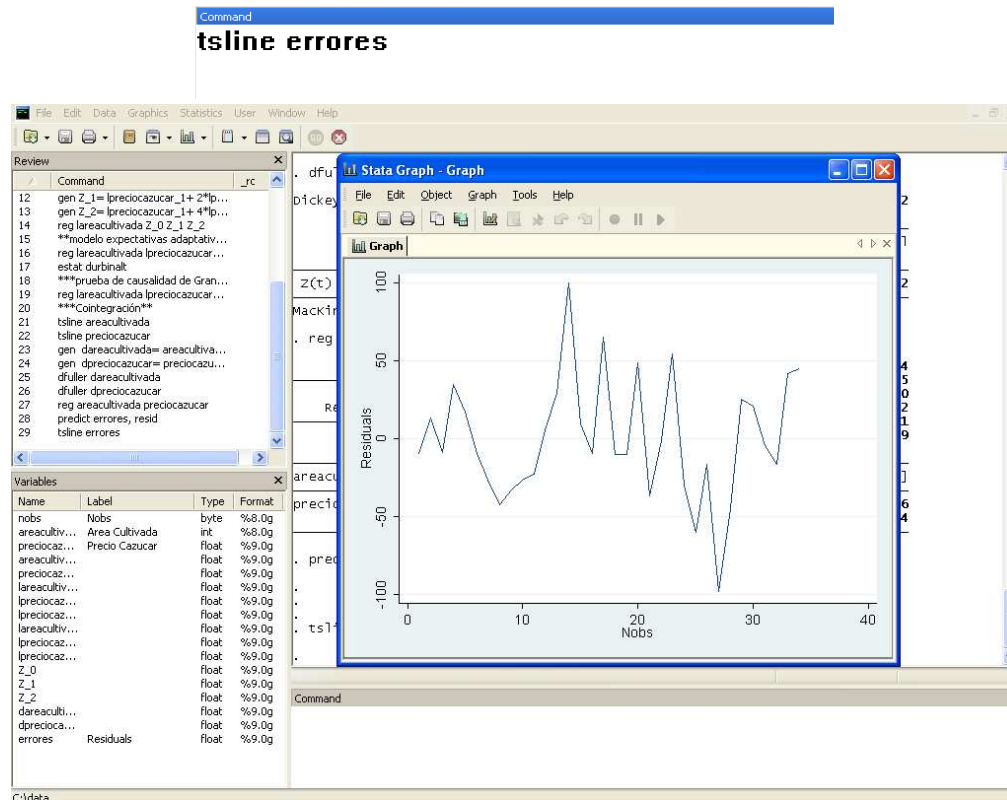 Command
tsline errores
File Edit Data Graphics Statistics User Window Help
Review
Command _rc
12 gen Z_1= lpreciocazucar_1+ 2*lp...
13 gen Z_2= lpreciocazucar_1+ 4*lp...
14 reg lareacultivada Z_0 Z_1 Z_2
15 **modelo expectativas adaptativ...
16 reg lareacultivada lpreciocazucar...
17 estat durbinalt
18 ***prueba de causalidad de Gran...
19 reg lareacultivada lpreciocazucar...
20 ***Cointegración**
21 tsline areacultivada
22 tsline preciocazucar
23 gen dareacultivada= areacultiva...
24 gen dpreciocazucar= preciocazu...
25 dfuller dareacultivada
26 dfuller dpreciocazucar
27 reg areacultivada preciocazucar
28 predict errores, resid
29 tsline errores
Variables
Name Label Type Format
nobs Nobs byte %8.0g
areacultiv... Area Cultivada int %8.0g
preciocaz... Precio Cazucar float %9.0g
areacultiv... float %9.0g
preciocaz... float %9.0g
lareacultiv... float %9.0g
lpreciocaz... float %9.0g
lpreciocaz... float %9.0g
lareacultiv... float %9.0g
lpreciocaz... float %9.0g
lpreciocaz... float %9.0g
Z_0 float %9.0g
Z_1 float %9.0g
Z_2 float %9.0g
dareaculti... float %9.0g
dprecioca... float %9.0g
errores Residuals float %9.0g
. dfu
Dickey
Z(t)
. reg
areacu
precio
. pred
Stata Graph - Graph
File Edit Object Graph Tools Help
Graph
Residuals
100
50
0
-50
-100
0 10 20 30 40
Nobs
Command
C:\data